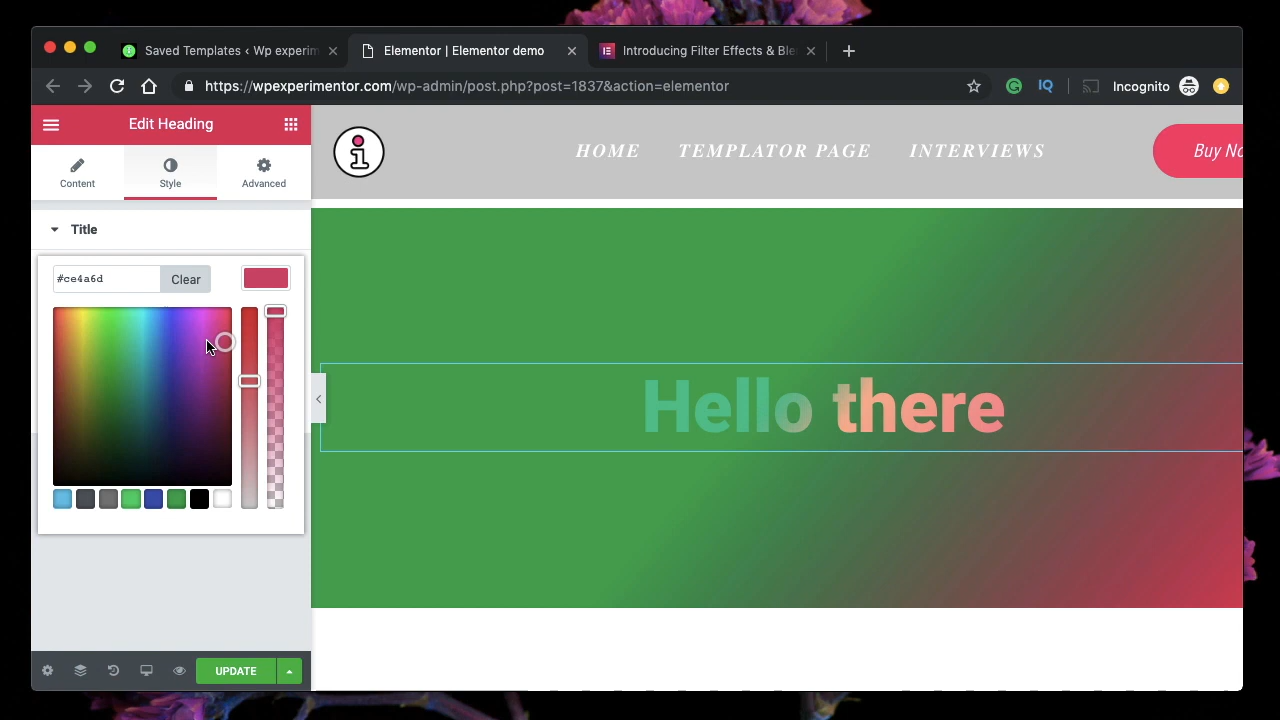 Saved Templates ‹ Wp experim
Elementor | Elementor demo
Introducing Filter Effects & Ble
https://wpexperimentor.com/wp-admin/post.php?post=1837&action=elementor
IQ
Incognito
Edit Heading
Content
Style
Advanced
HOME
TEMPLATOR PAGE
INTERVIEWS
Buy No
Title
#ce4a6d
Clear
Hello there
UPDATE